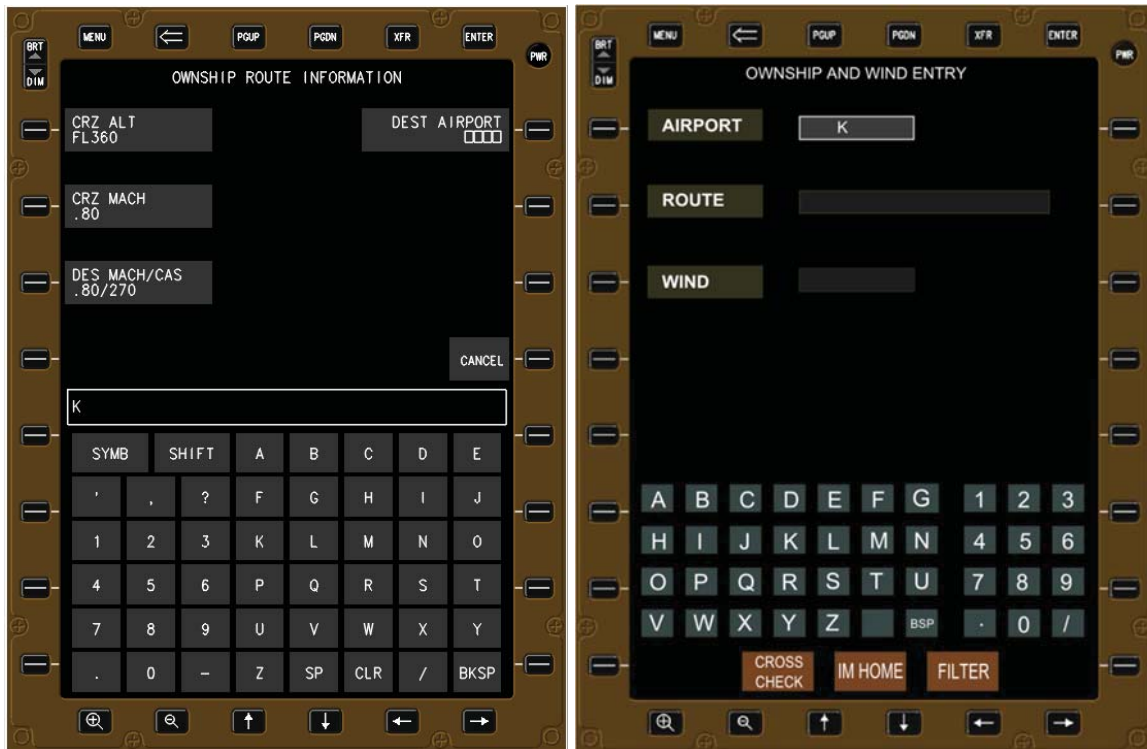 MENU PGUP PGDN XFR ENTER
BRT
DIM
PWR
OWNSHIP ROUTE INFORMATION
CRZ ALT
FL360
DEST AIRPORT
□□□□
CRZ MACH
.80
DES MACH/CAS
.80/270
CANCEL
K
SYMB SHIFT A B C D E
' , ? F G H I J
1 2 3 K L M N O
4 5 6 P Q R S T
7 8 9 U V W X Y
. 0 - Z SP CLR / BKSP
MENU PGUP PGDN XFR ENTER
BRT
DIM
PWR
OWNSHIP AND WIND ENTRY
AIRPORT K
ROUTE
WIND
A B C D E F G 1 2 3
H I J K L M N 4 5 6
O P Q R S T U 7 8 9
V W X Y Z BSP . 0 /
CROSS
CHECK
IM HOME
FILTER